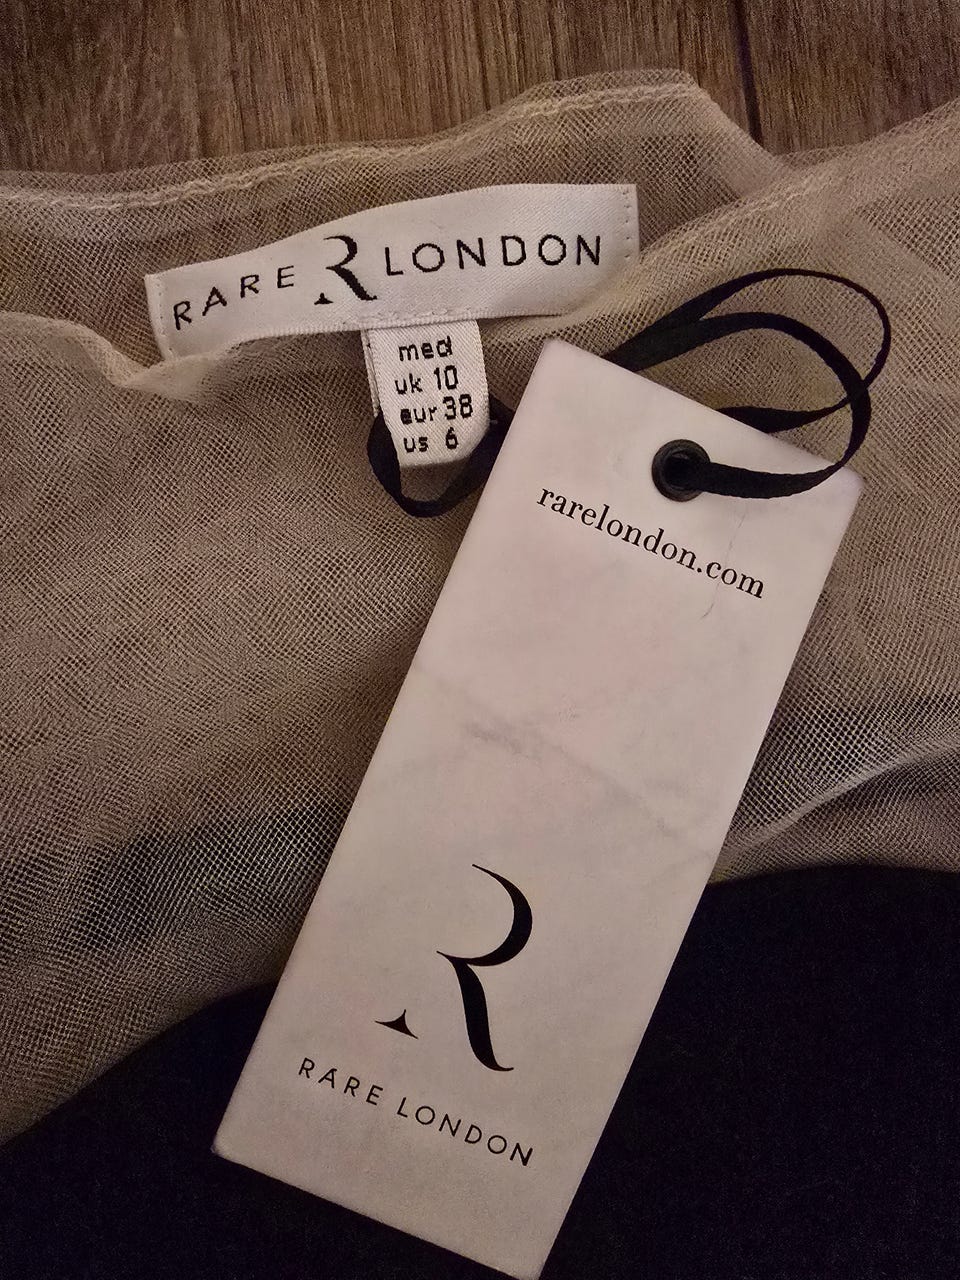 RARE R LONDON
med
uk 10
eur 38
us 6
rarelondon.com
R
RARE LONDON